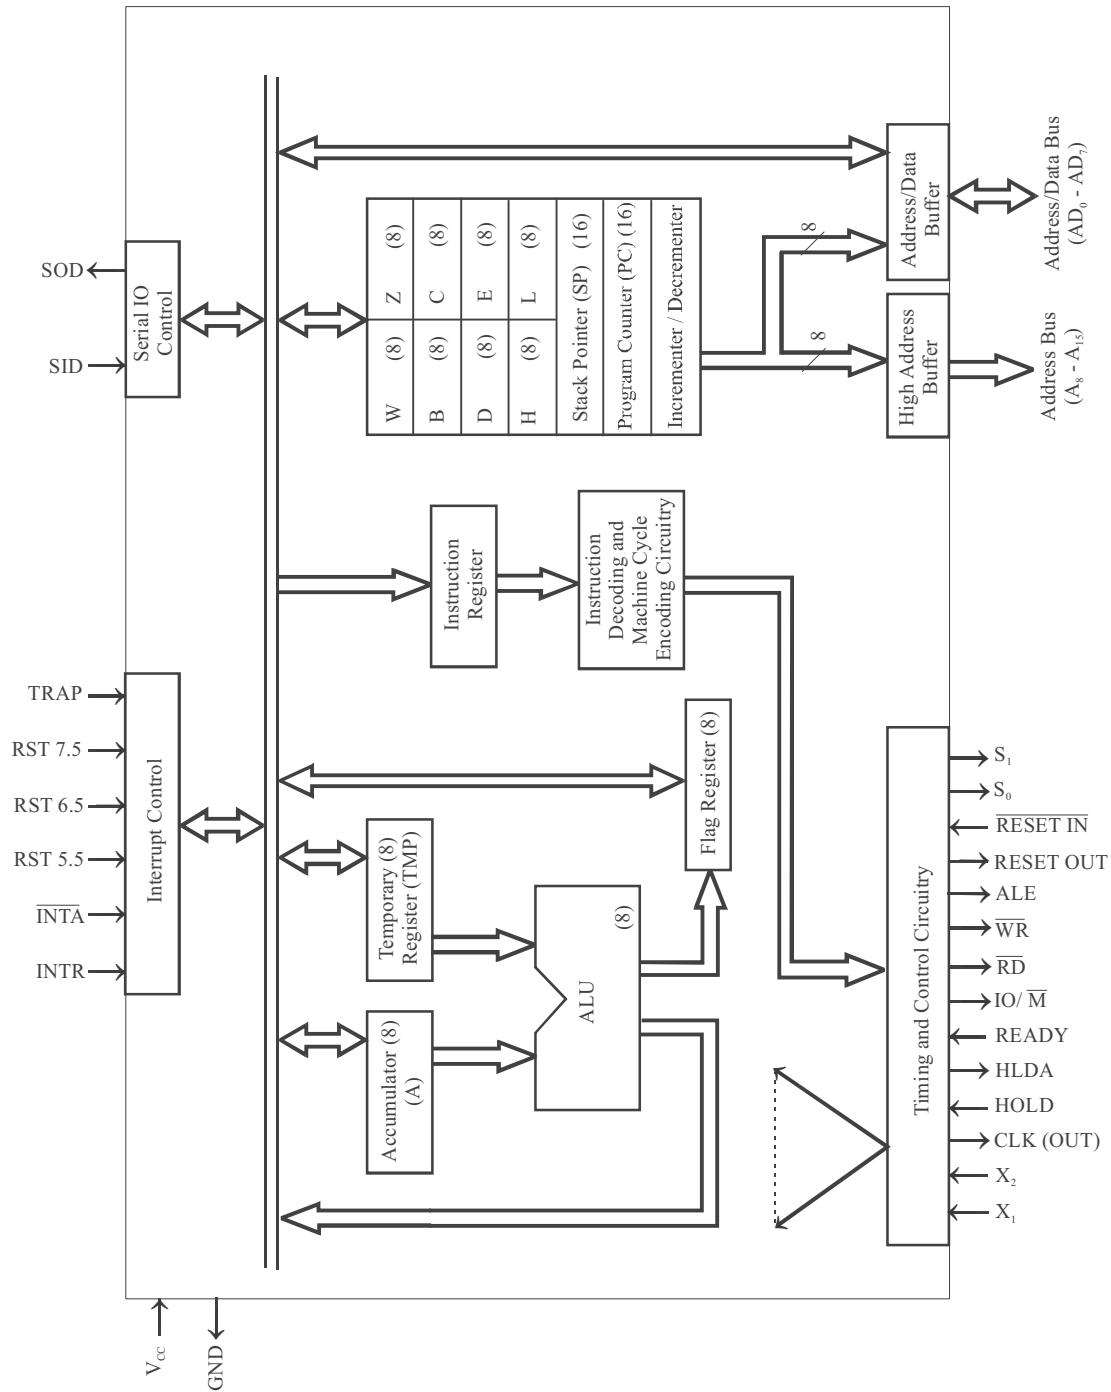 SOD
SID
Serial IO
Control
TRAP
RST 7.5
RST 6.5
RST 5.5
INTA
INTR
Interrupt Control
W (8)
Z (8)
B (8)
C (8)
D (8)
E (8)
H (8)
L (8)
Stack Pointer (SP) (16)
Program Counter (PC) (16)
Incrementer / Decrementer
8
8
Address/Data
Buffer
High Address
Buffer
Address/Data Bus
(AD₀ - AD₇)
Address Bus
(A₈ - A₁₅)
Instruction
Register
Instruction
Decoding and
Machine Cycle
Encoding Circuitry
Flag Register (8)
Temporary (8)
Register (TMP)
Accumulator (8)
(A)
ALU
(8)
Timing and Control Circuitry
S₁
S₀
RESET IN
RESET OUT
ALE
WR
RD
IO/ M
READY
HLDA
HOLD
CLK (OUT)
X₂
X₁
V_CC
GND